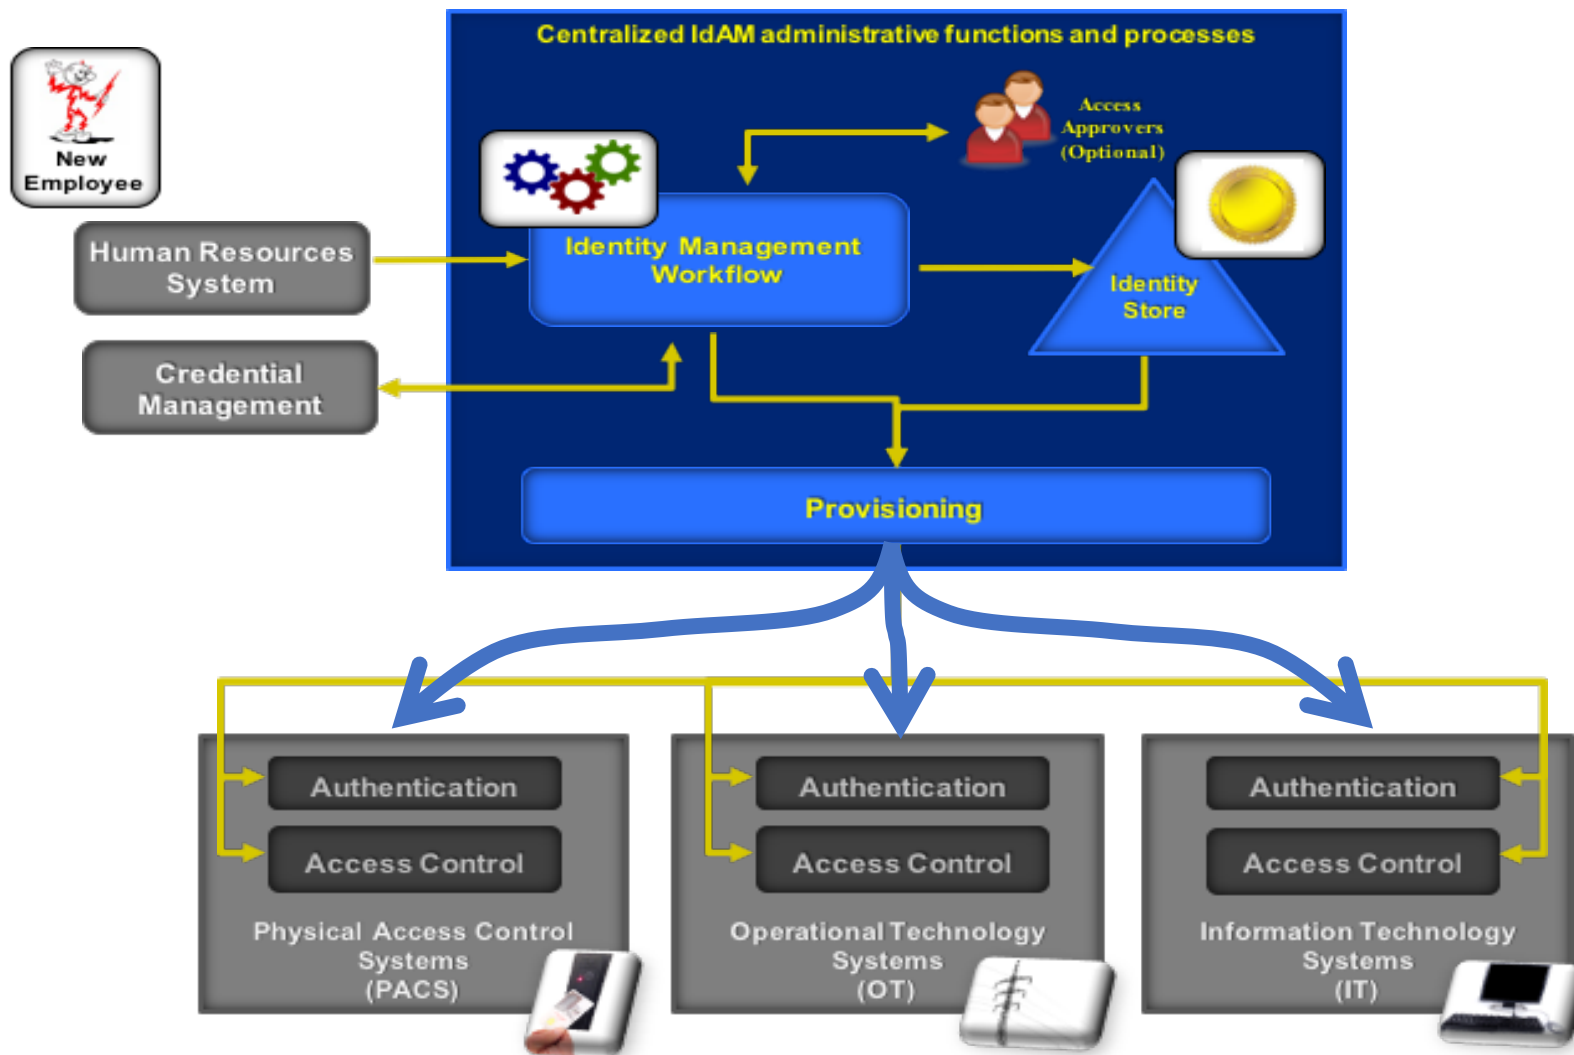 Centralized IdAM administrative functions and processes
New
Employee
Access
Approvers
(Optional)
Human Resources
System
Identity Management
Workflow
Identity
Store
Credential
Management
Provisioning
Authentication
Access Control
Physical Access Control
Systems
(PACS)
Authentication
Access Control
Operational Technology
Systems
(OT)
Authentication
Access Control
Information Technology
Systems
(IT)